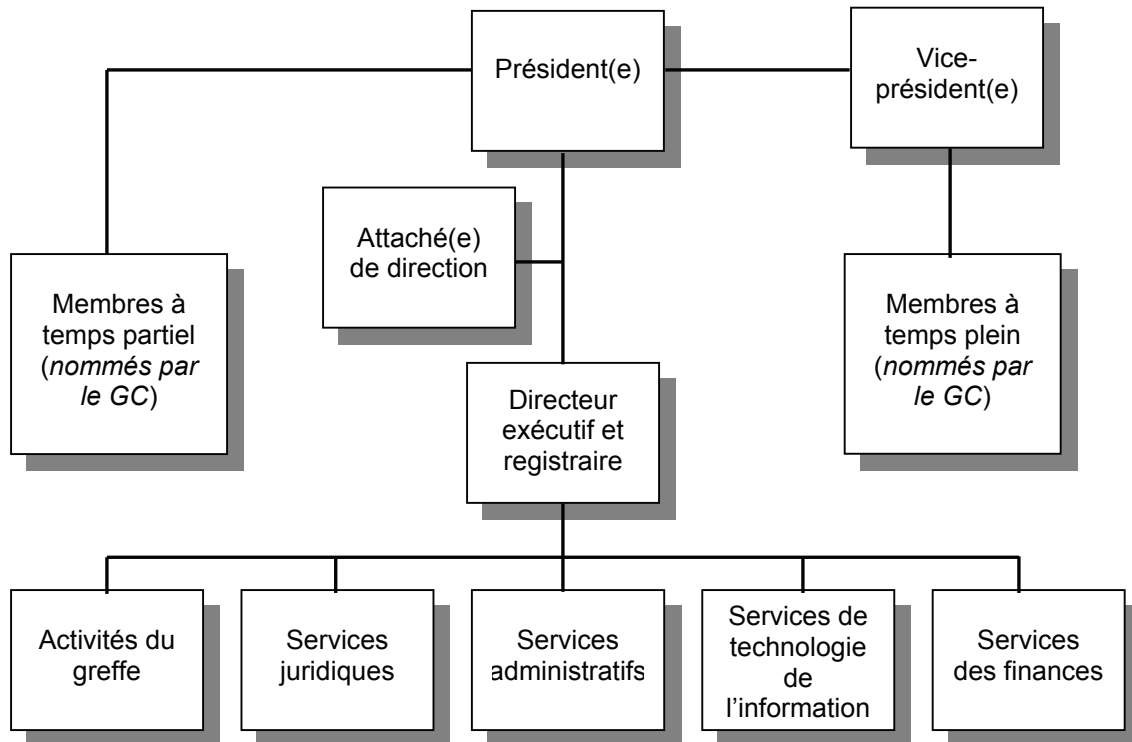 Président(e)
Vice-
président(e)
Attaché(e)
de direction
Membres à
temps partiel
(nommés par
le GC)
Membres à
temps plein
(nommés par
le GC)
Directeur
exécutif et
registraire
Activités du
greffe
Services
juridiques
Services
administratifs
Services de
technologie
de
l’information
Services
des finances